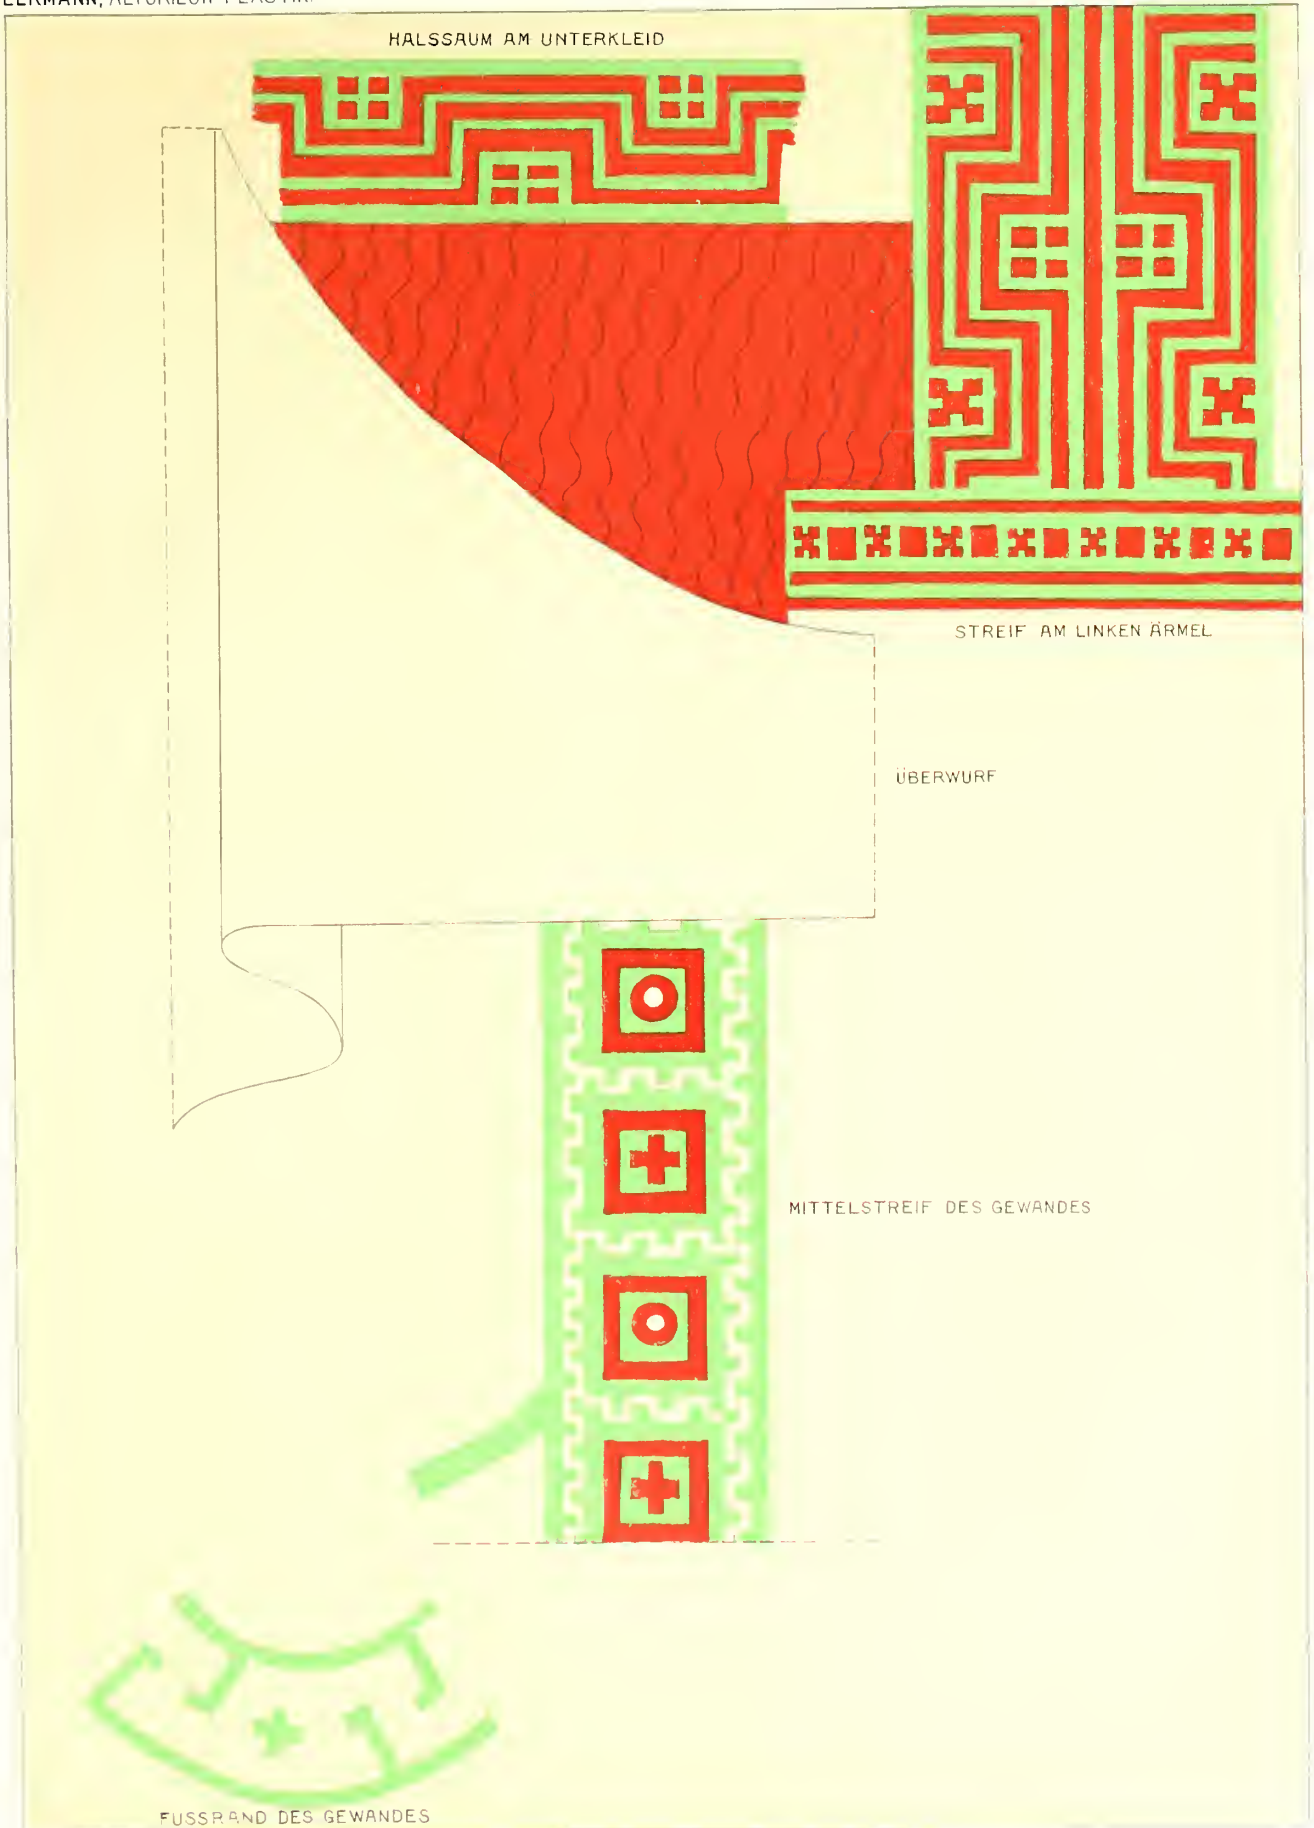 HALSSAUM AM UNTERKLEID
STREIF AM LINKEN ÄRMEL
ÜBERWURF
MITTELSTREIF DES GEWANDES
FUSSRAND DES GEWANDES